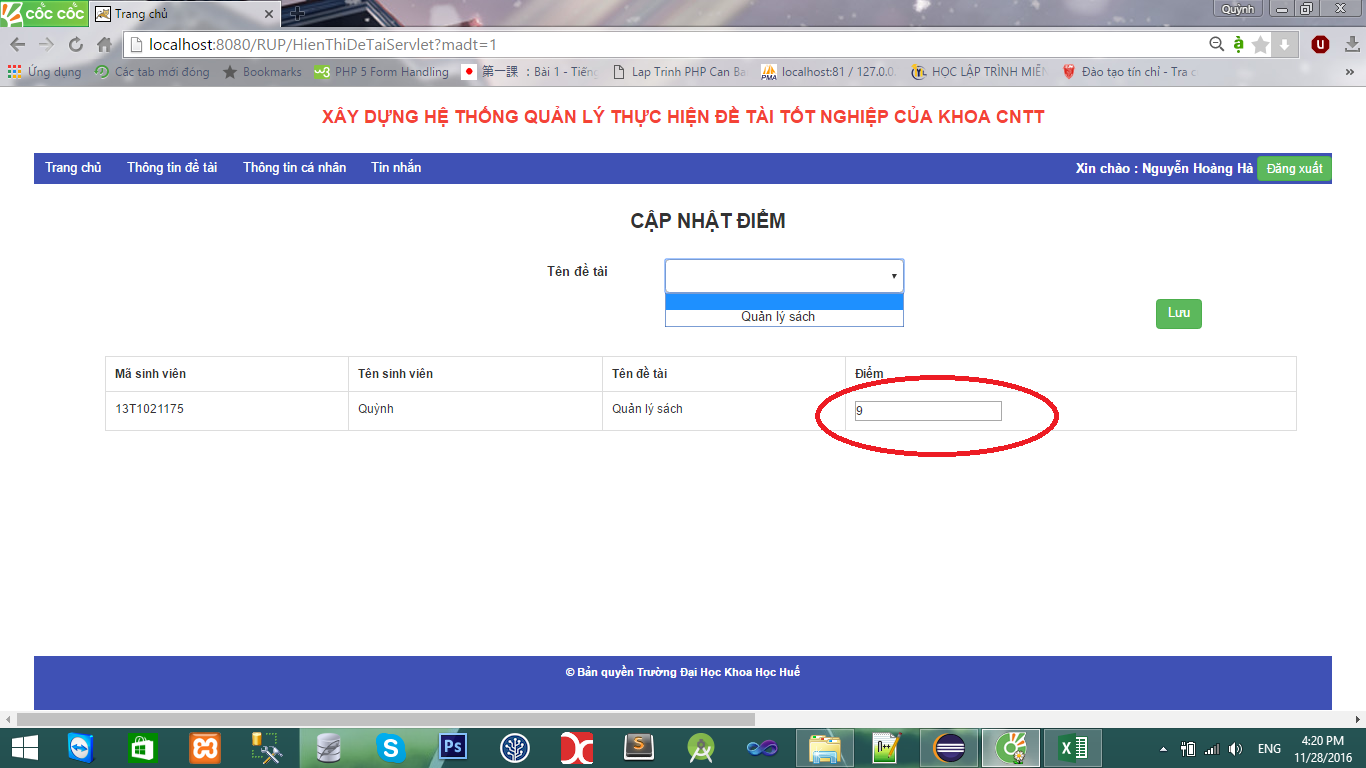 cốc cốc Trang chủ Quỳnh
localhost:8080/RUP/HienThiDeTaiServlet?madt=1
Ứng dụng Các tab mới đóng Bookmarks PHP 5 Form Handling 第一課 : Bài 1 - Tiếng Lap Trinh PHP Can Ba localhost:81 / 127.0.0. HỌC LẬP TRÌNH MIỄN Đào tạo tín chỉ - Tra c »
XÂY DỰNG HỆ THỐNG QUẢN LÝ THỰC HIỆN ĐỀ TÀI TỐT NGHIỆP CỦA KHOA CNTT
Trang chủ Thông tin đề tài Thông tin cá nhân Tin nhắn Xin chào : Nguyễn Hoàng Hà Đăng xuất
CẬP NHẬT ĐIỂM
Tên đề tài
Quản lý sách
Lưu
Mã sinh viên Tên sinh viên Tên đề tài Điểm
13T1021175 Quỳnh Quản lý sách 9
© Bản quyền Trường Đại Học Khoa Học Huế
ENG 4:20 PM
11/28/2016